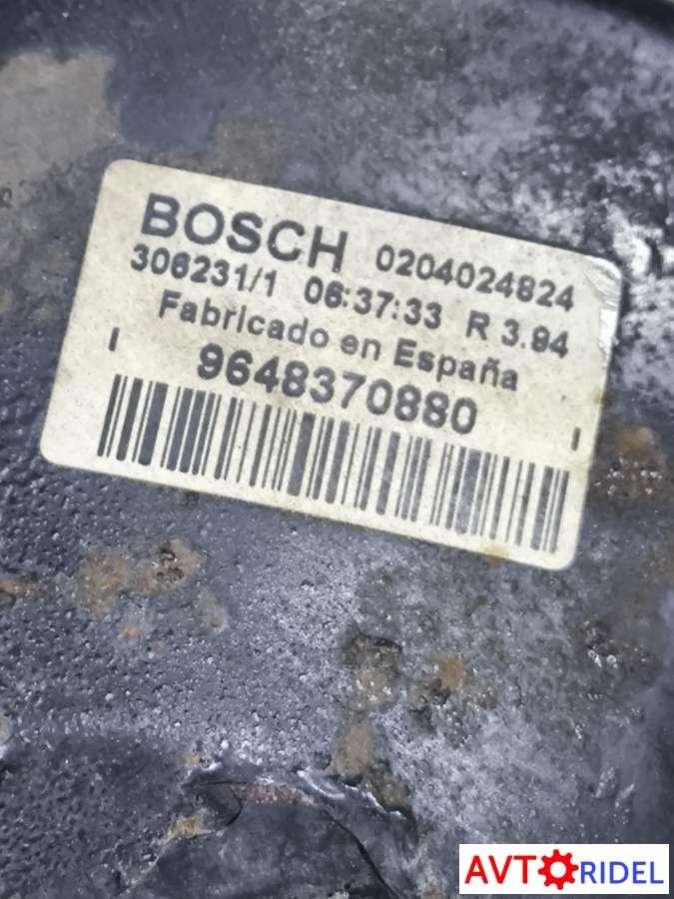 BOSCH 0204024824
306231/1 06:37:33 R 3.94
Fabricado en España
9648370880
AVTORIDEL